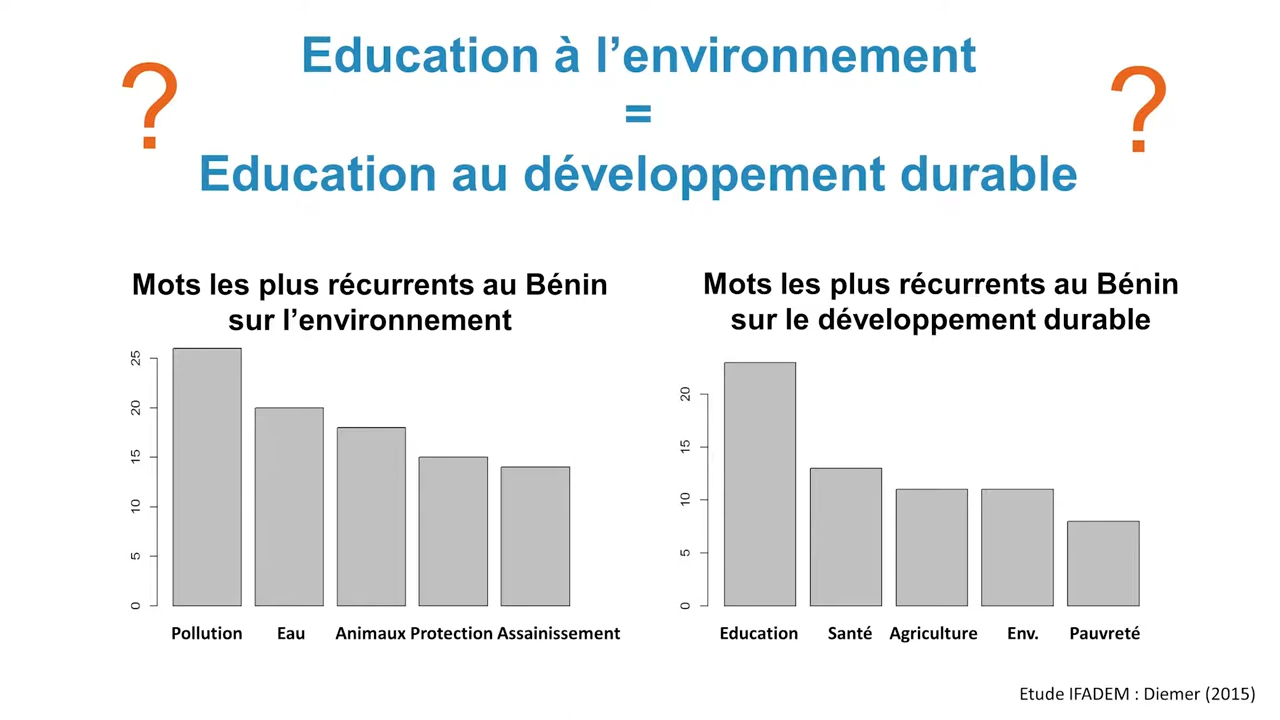 ?
Education à l’environnement
=
Education au développement durable
?
Mots les plus récurrents au Bénin
sur l’environnement
25
20
15
10
5
0
Pollution Eau Animaux Protection Assainissement
Mots les plus récurrents au Bénin
sur le développement durable
20
15
10
5
0
Education Santé Agriculture Env. Pauvreté
Etude IFADEM : Diemer (2015)